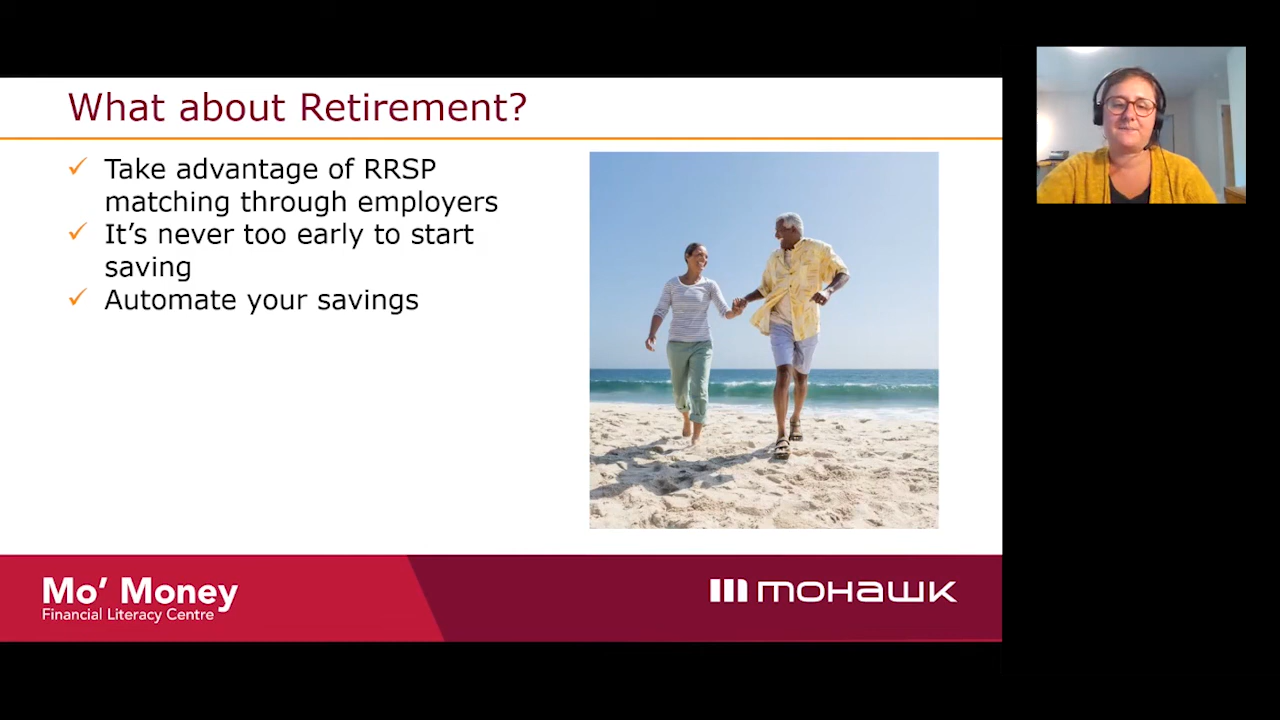 What about Retirement?
✓ Take advantage of RRSP
matching through employers
✓ It's never too early to start
saving
✓ Automate your savings
Mo' Money
Financial Literacy Centre
mohawk